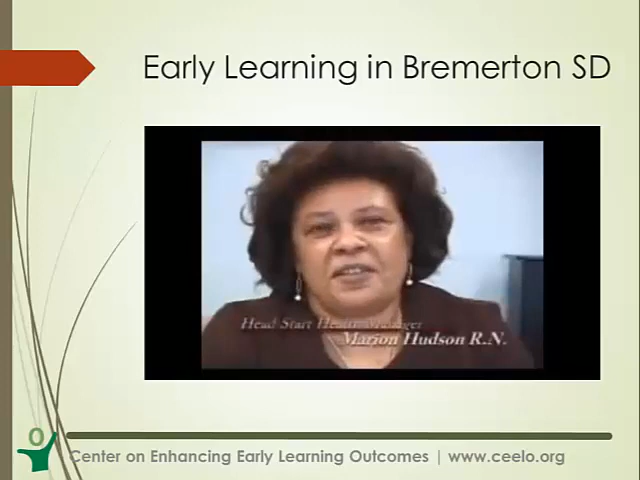 Early Learning in Bremerton SD
Head Start Health Manager
Marion Hudson R.N.
Center on Enhancing Early Learning Outcomes | www.ceelo.org